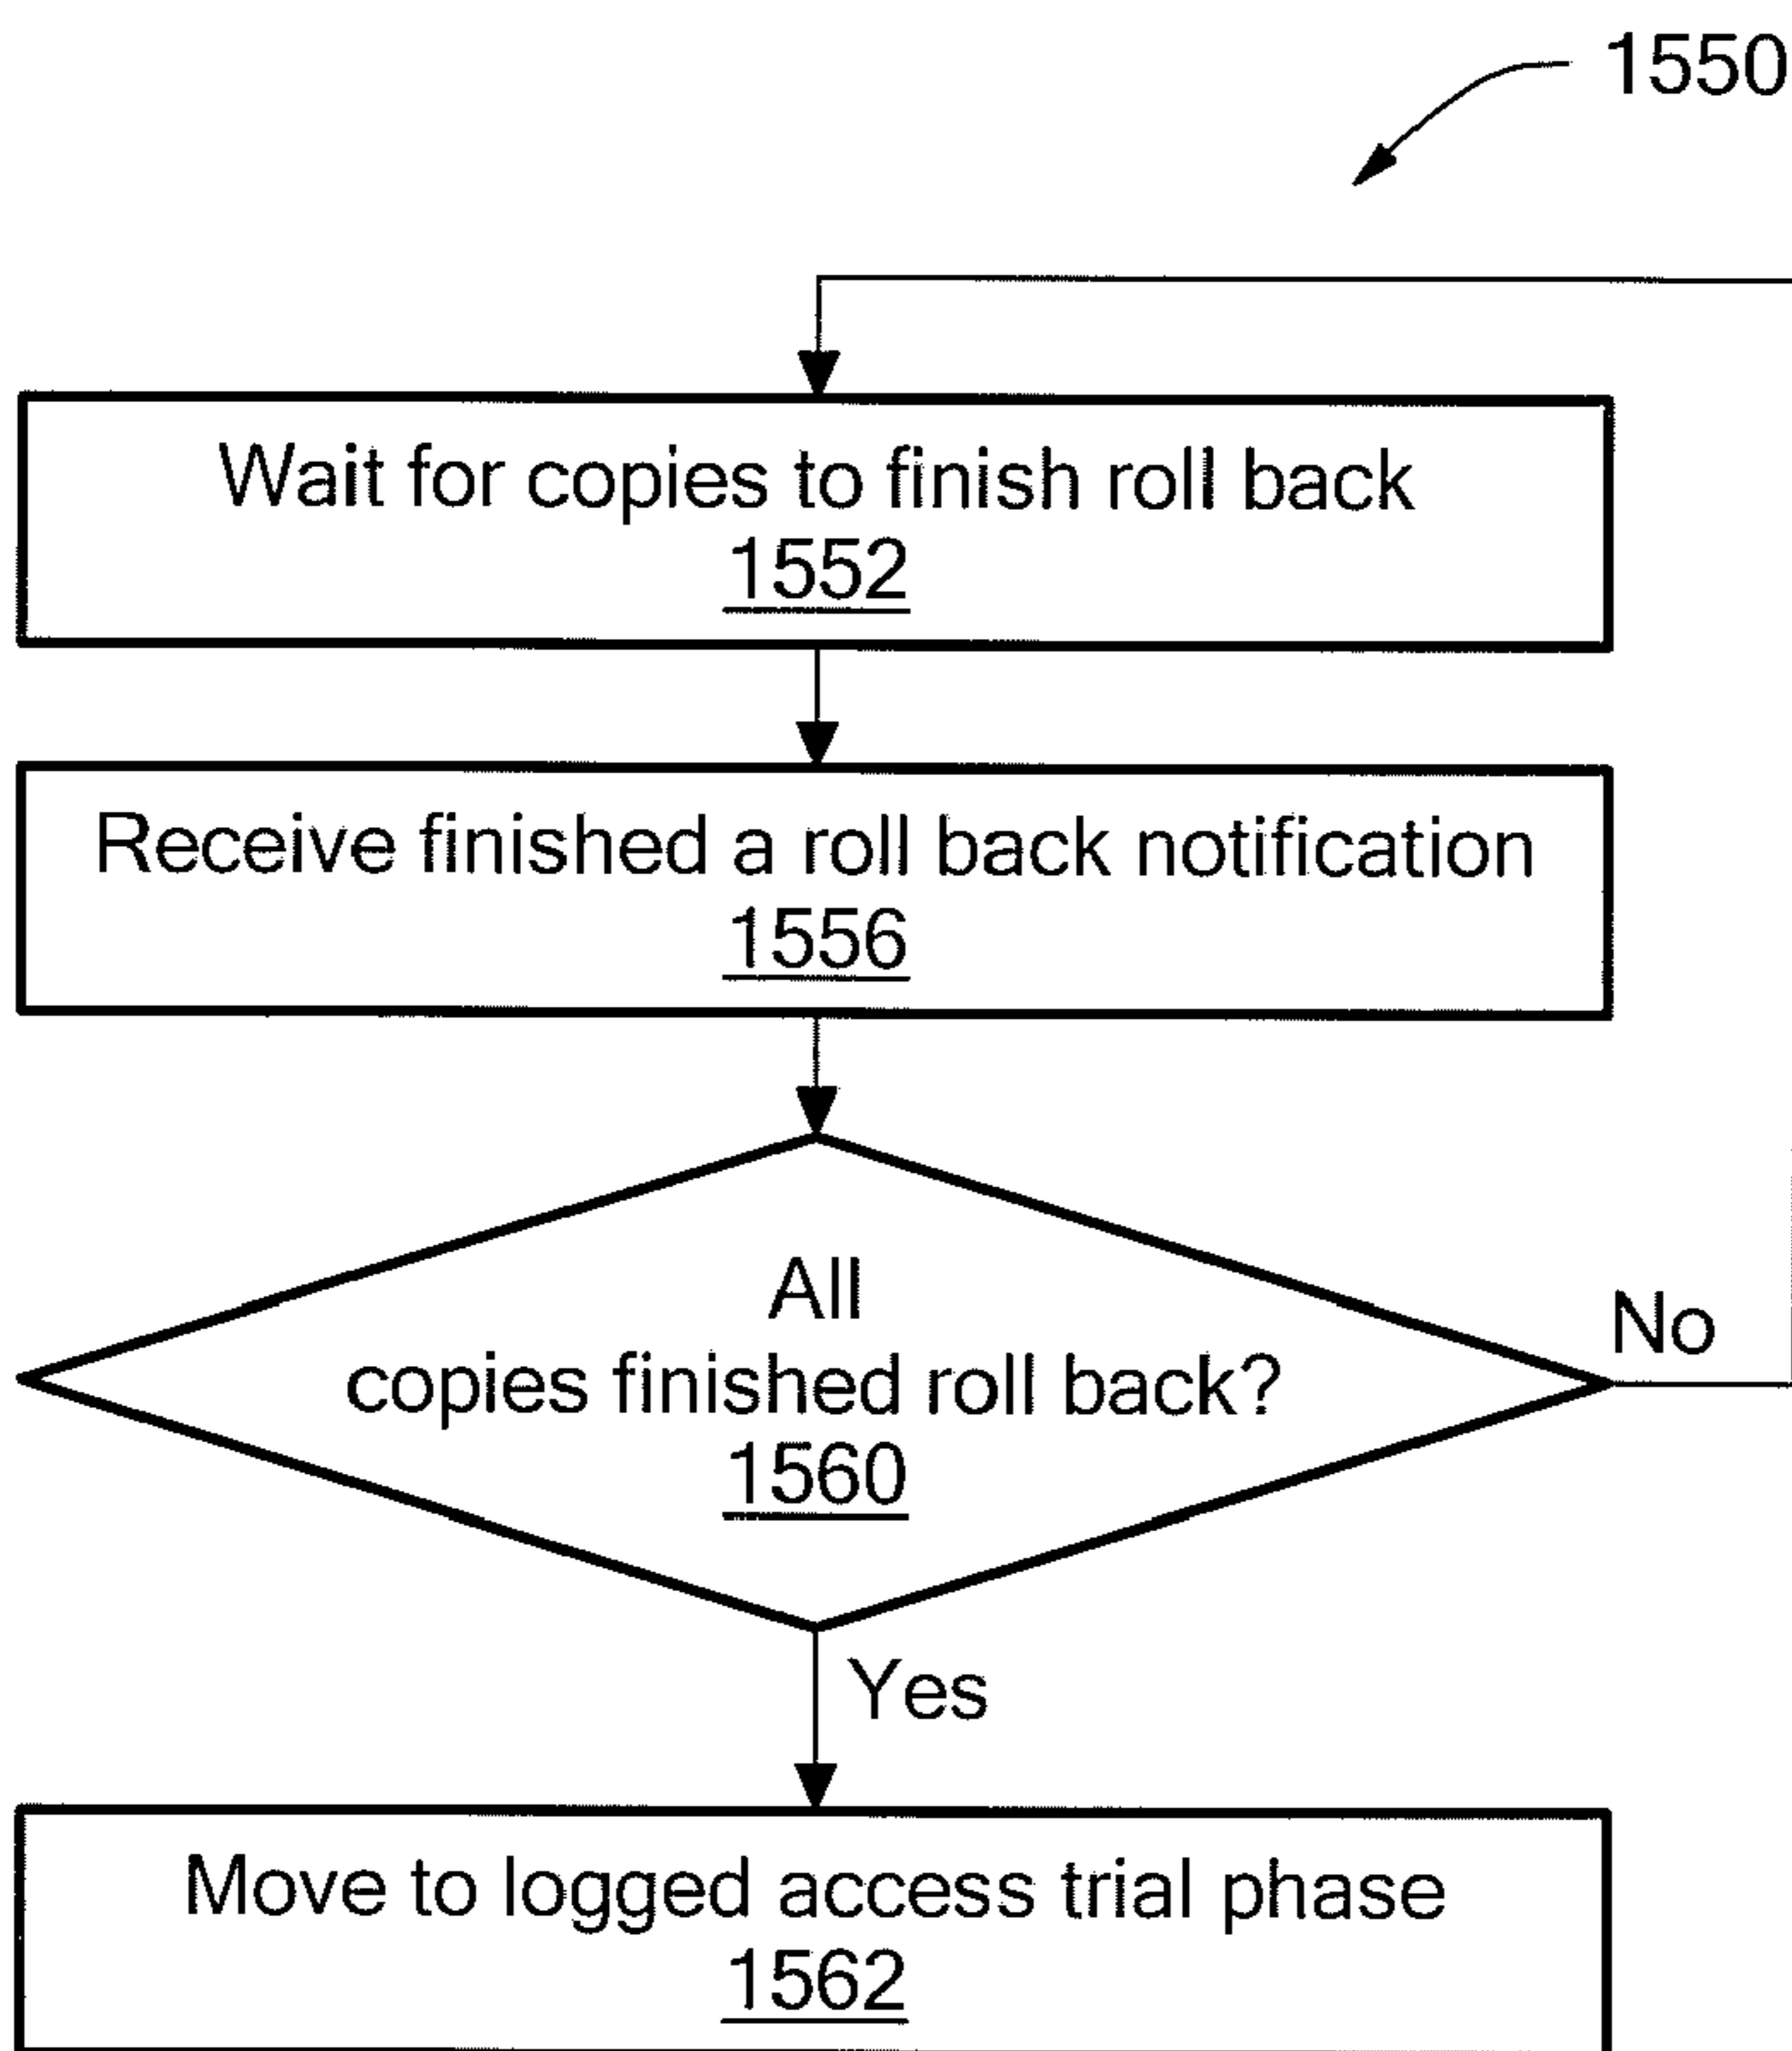 1550
Wait for copies to finish roll back
1552
Receive finished a roll back notification
1556
All
copies finished roll back?
1560
No
Yes
Move to logged access trial phase
1562